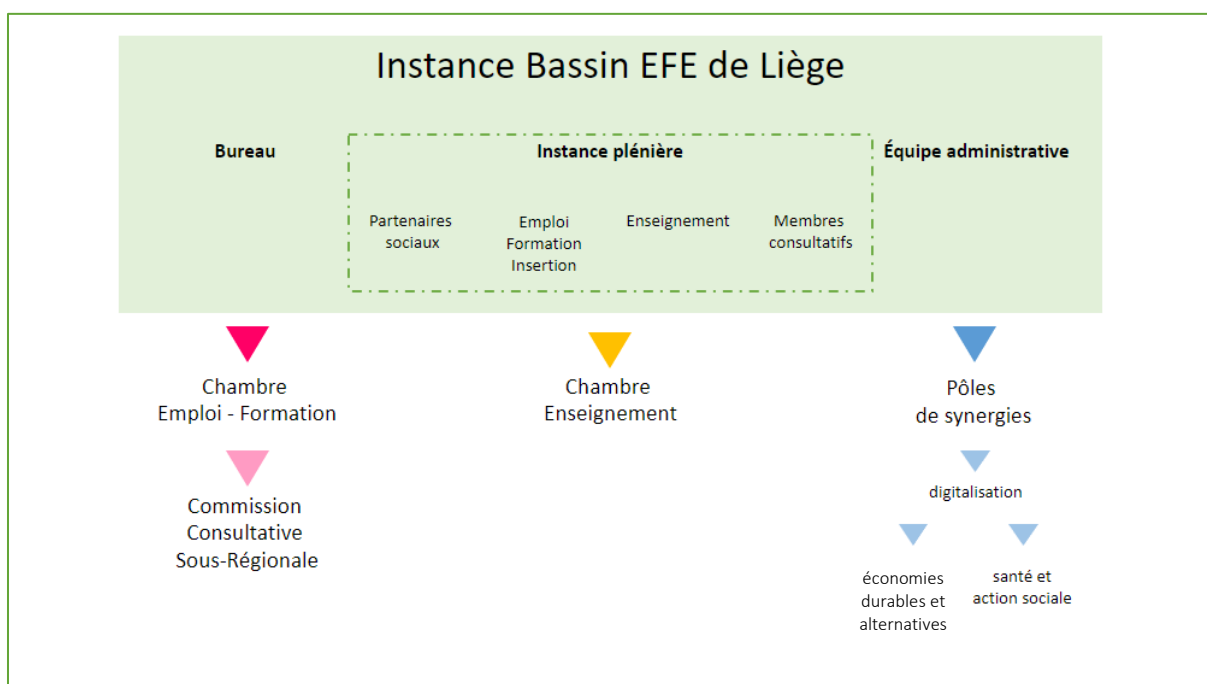 Instance Bassin EFE de Liège
Bureau
Instance plénière
Équipe administrative
Partenaires
sociaux
Emploi
Formation
Insertion
Enseignement
Membres
consultatifs
Chambre
Emploi - Formation
Chambre
Enseignement
Pôles
de synergies
Commission
Consultative
Sous-Régionale
digitalisation
économies
durables et
alternatives
santé et
action sociale